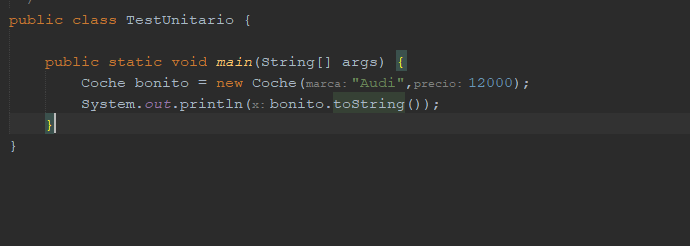 /
public class TestUnitario {
public static void main(String[] args) {
Coche bonito = new Coche(marca: "Audi",precio: 12000);
System.out.println(x: bonito.toString());
}
}